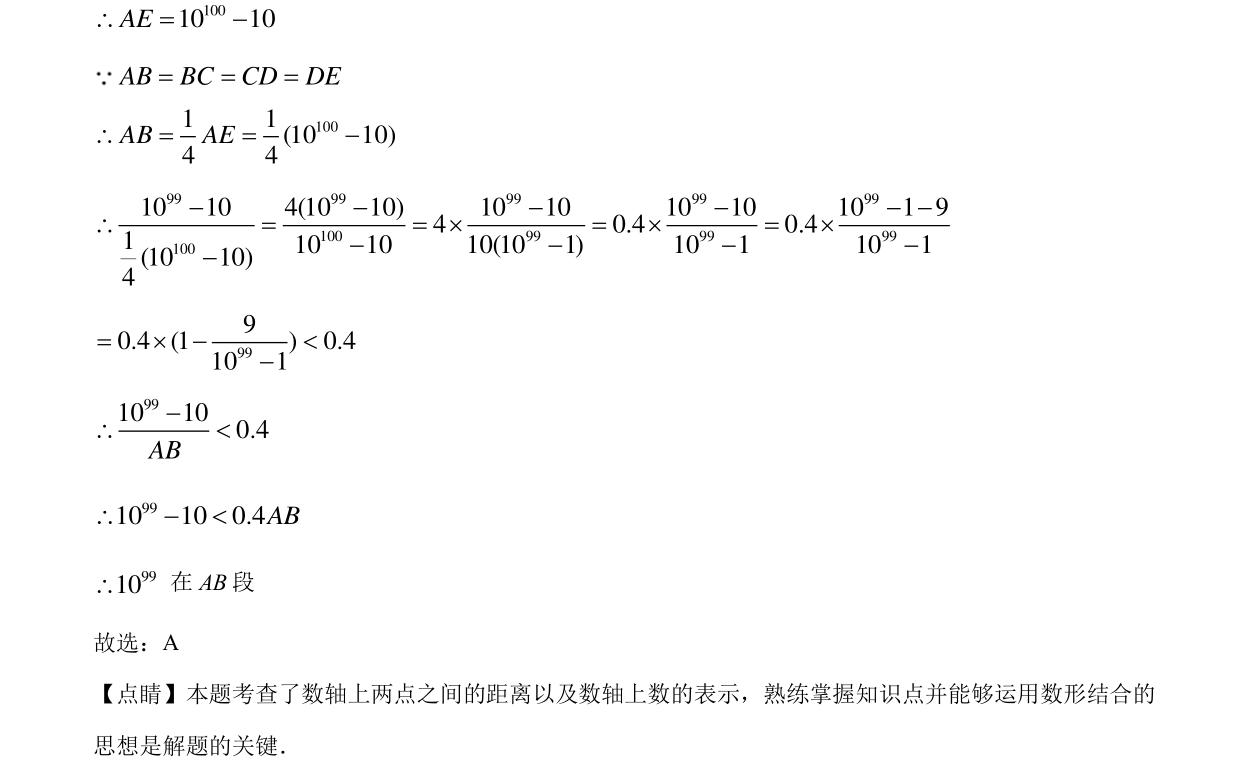 ∴ AE = 10^100 − 10
∵ AB = BC = CD = DE
∴ AB = 1/4 AE = 1/4 (10^100 − 10)
∴ (10^99 − 10)/(1/4 (10^100 − 10)) = 4(10^99 − 10)/(10^100 − 10) = 4 × (10^99 − 10)/(10(10^99 − 1)) = 0.4 × (10^99 − 10)/(10^99 − 1) = 0.4 × (10^99 − 1 − 9)/(10^99 − 1)
= 0.4 × (1 − 9/(10^99 − 1)) < 0.4
∴ (10^99 − 10)/AB < 0.4
∴ 10^99 − 10 < 0.4AB
∴ 10^99 在 AB 段
故选：A
【点睛】本题考查了数轴上两点之间的距离以及数轴上数的表示，熟练掌握知识点并能够运用数形结合的
思想是解题的关键．